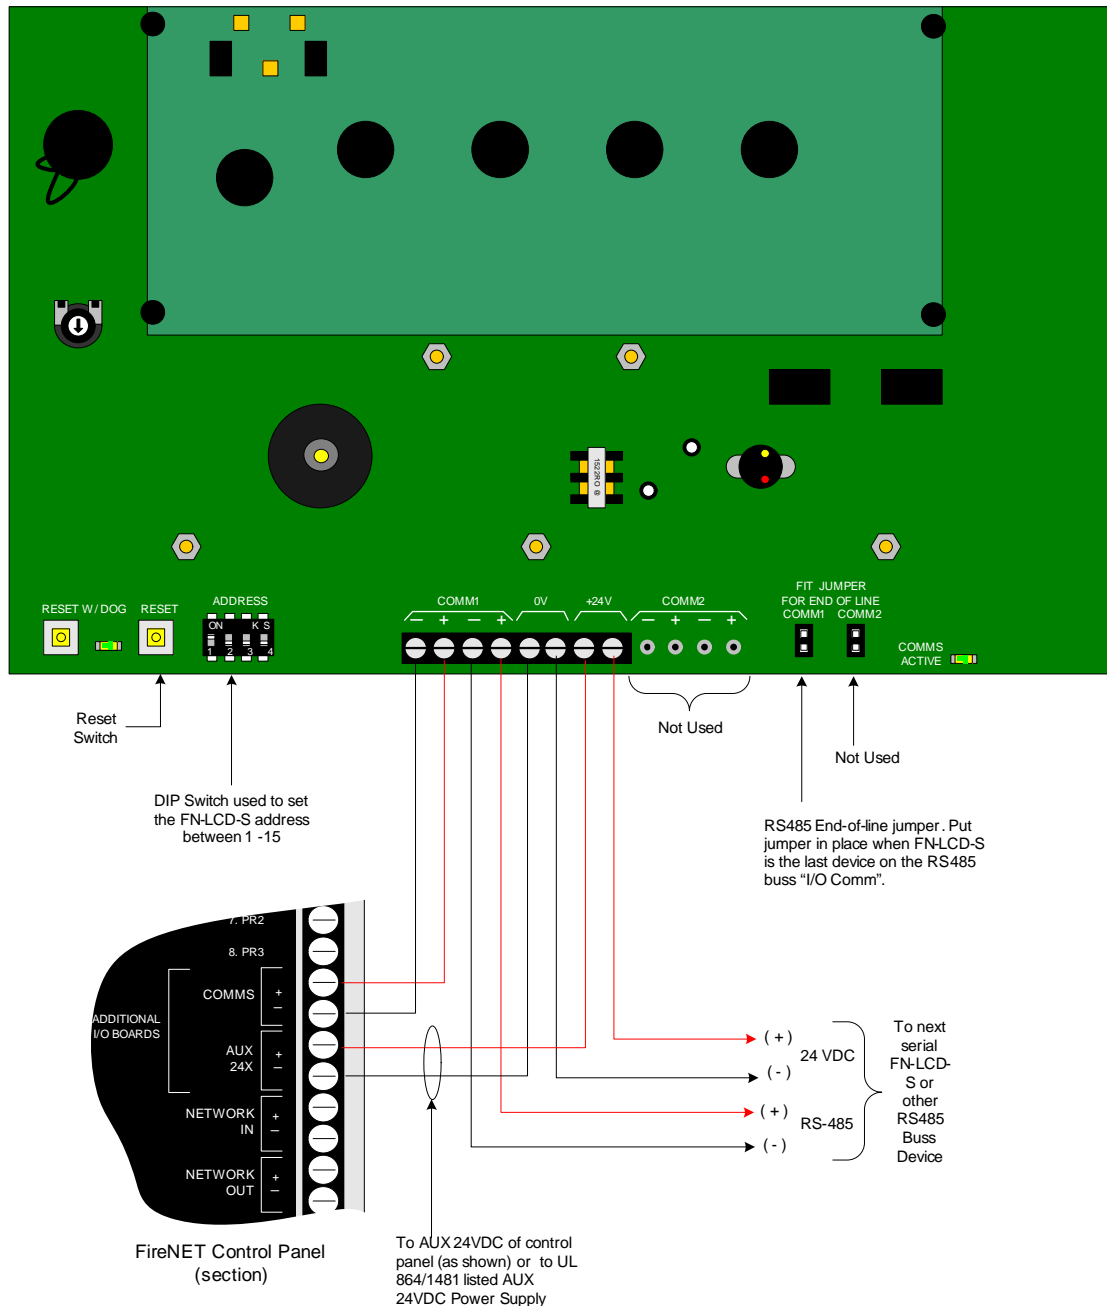 1522RO @
RESET W / DOG
RESET
ADDRESS
ON K S
1 2 3 4
COMM1
0V
+24V
COMM2
− + − +
− + − +
FIT JUMPER
FOR END OF LINE
COMM1 COMM2
COMMS
ACTIVE
Reset
Switch
DIP Switch used to set
the FN-LCD-S address
between 1 -15
Not Used
Not Used
RS485 End-of-line jumper. Put
jumper in place when FN-LCD-S
is the last device on the RS485
buss “I/O Comm”.
7. PR2
8. PR3
ADDITIONAL
I/O BOARDS
COMMS
+
−
AUX
24X
+
−
NETWORK
IN
+
−
NETWORK
OUT
+
−
FireNET Control Panel
(section)
To AUX 24VDC of control
panel (as shown) or to UL
864/1481 listed AUX
24VDC Power Supply
(+)
24 VDC
(-)
(+)
RS-485
(-)
To next
serial
FN-LCD-
S or
other
RS485
Buss
Device